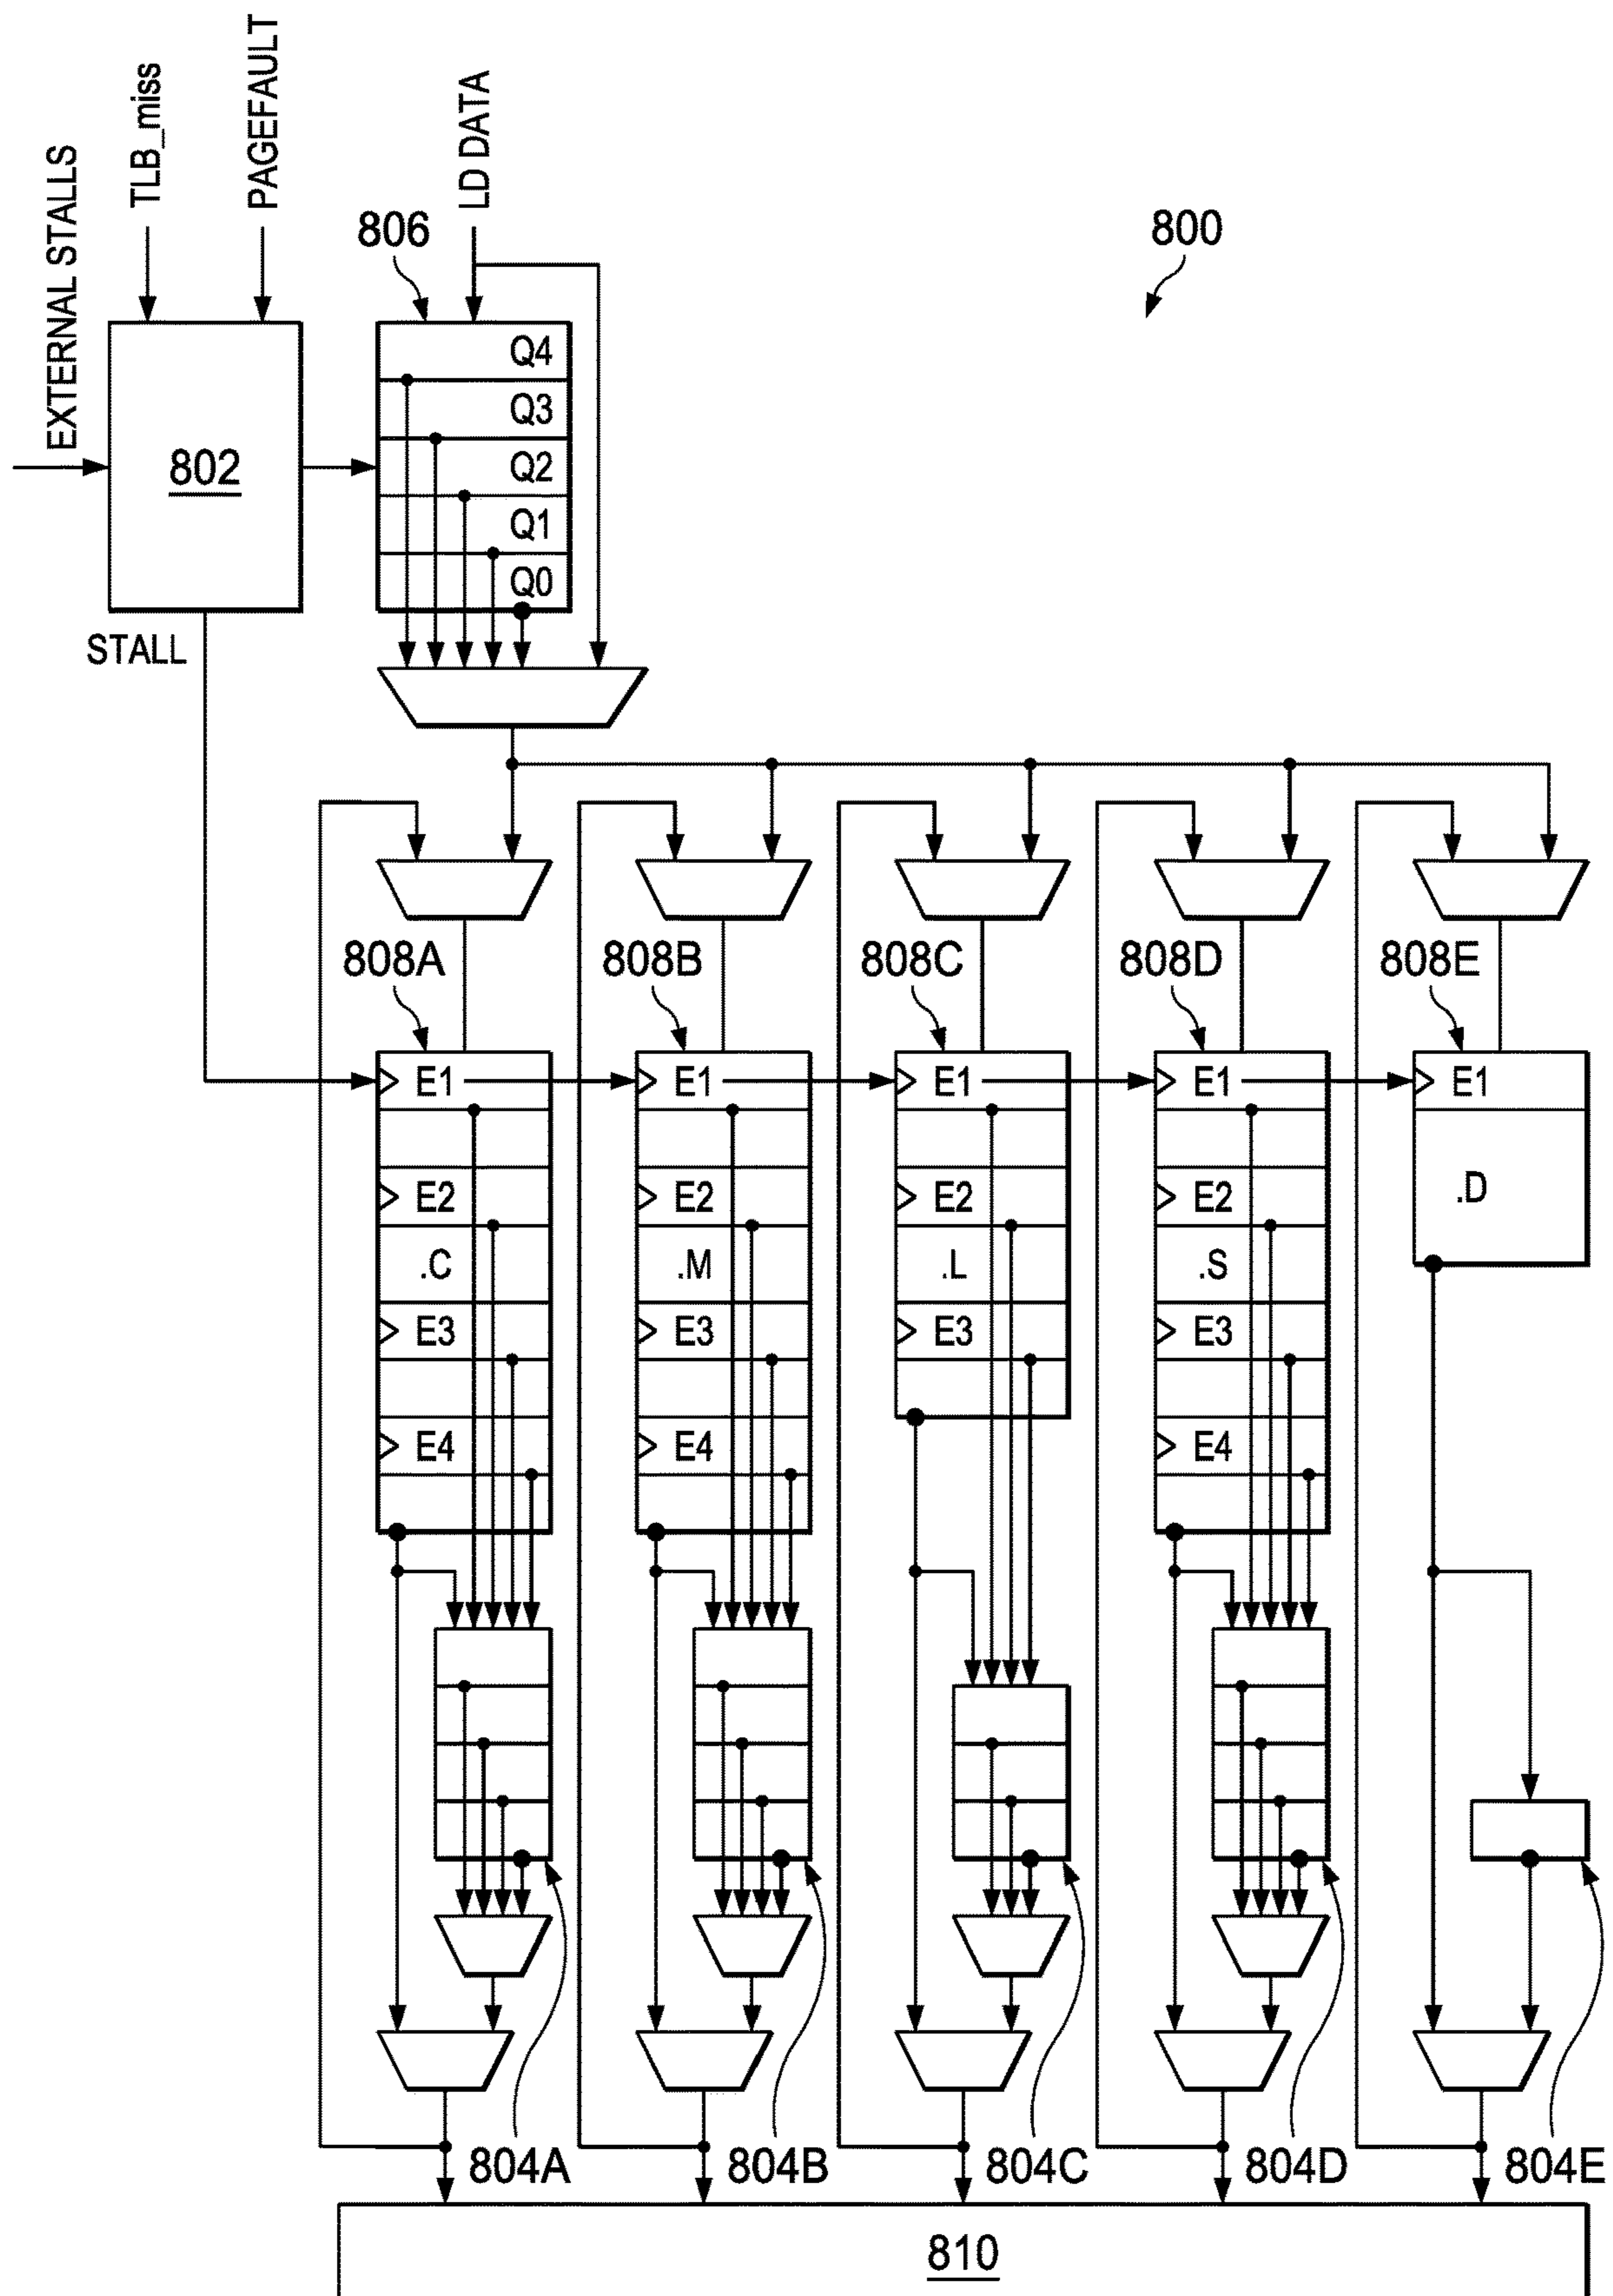 EXTERNAL STALLS
TLB_miss
PAGEFAULT
LD DATA
806
800
802
Q4
Q3
Q2
Q1
Q0
STALL
808A
808B
808C
808D
808E
E1
E1
E1
E1
E1
E2
E2
E2
E2
.D
.C
.M
.L
.S
E3
E3
E3
E3
E4
E4
E4
804A
804B
804C
804D
804E
810